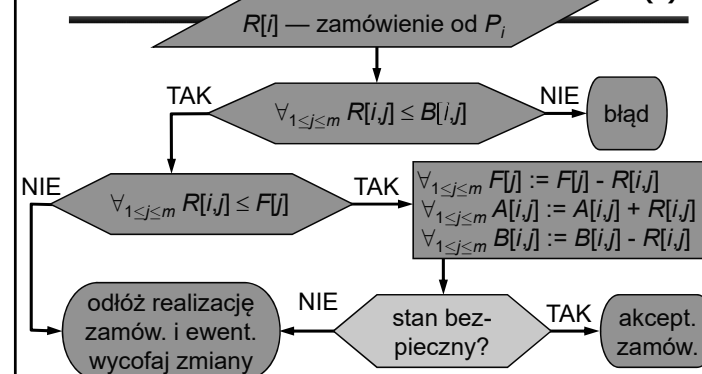 R[i] — zamówienie od Pi
TAK
∀1≤j≤m R[i,j] ≤ B[i,j]
NIE
błąd
NIE
∀1≤j≤m R[i,j] ≤ F[j]
TAK
∀1≤j≤m F[j] := F[j] - R[i,j]
∀1≤j≤m A[i,j] := A[i,j] + R[i,j]
∀1≤j≤m B[i,j] := B[i,j] - R[i,j]
odłóż realizację
zamów. i ewent.
wycofaj zmiany
NIE
stan bez-
pieczny?
TAK
akcept.
zamów.